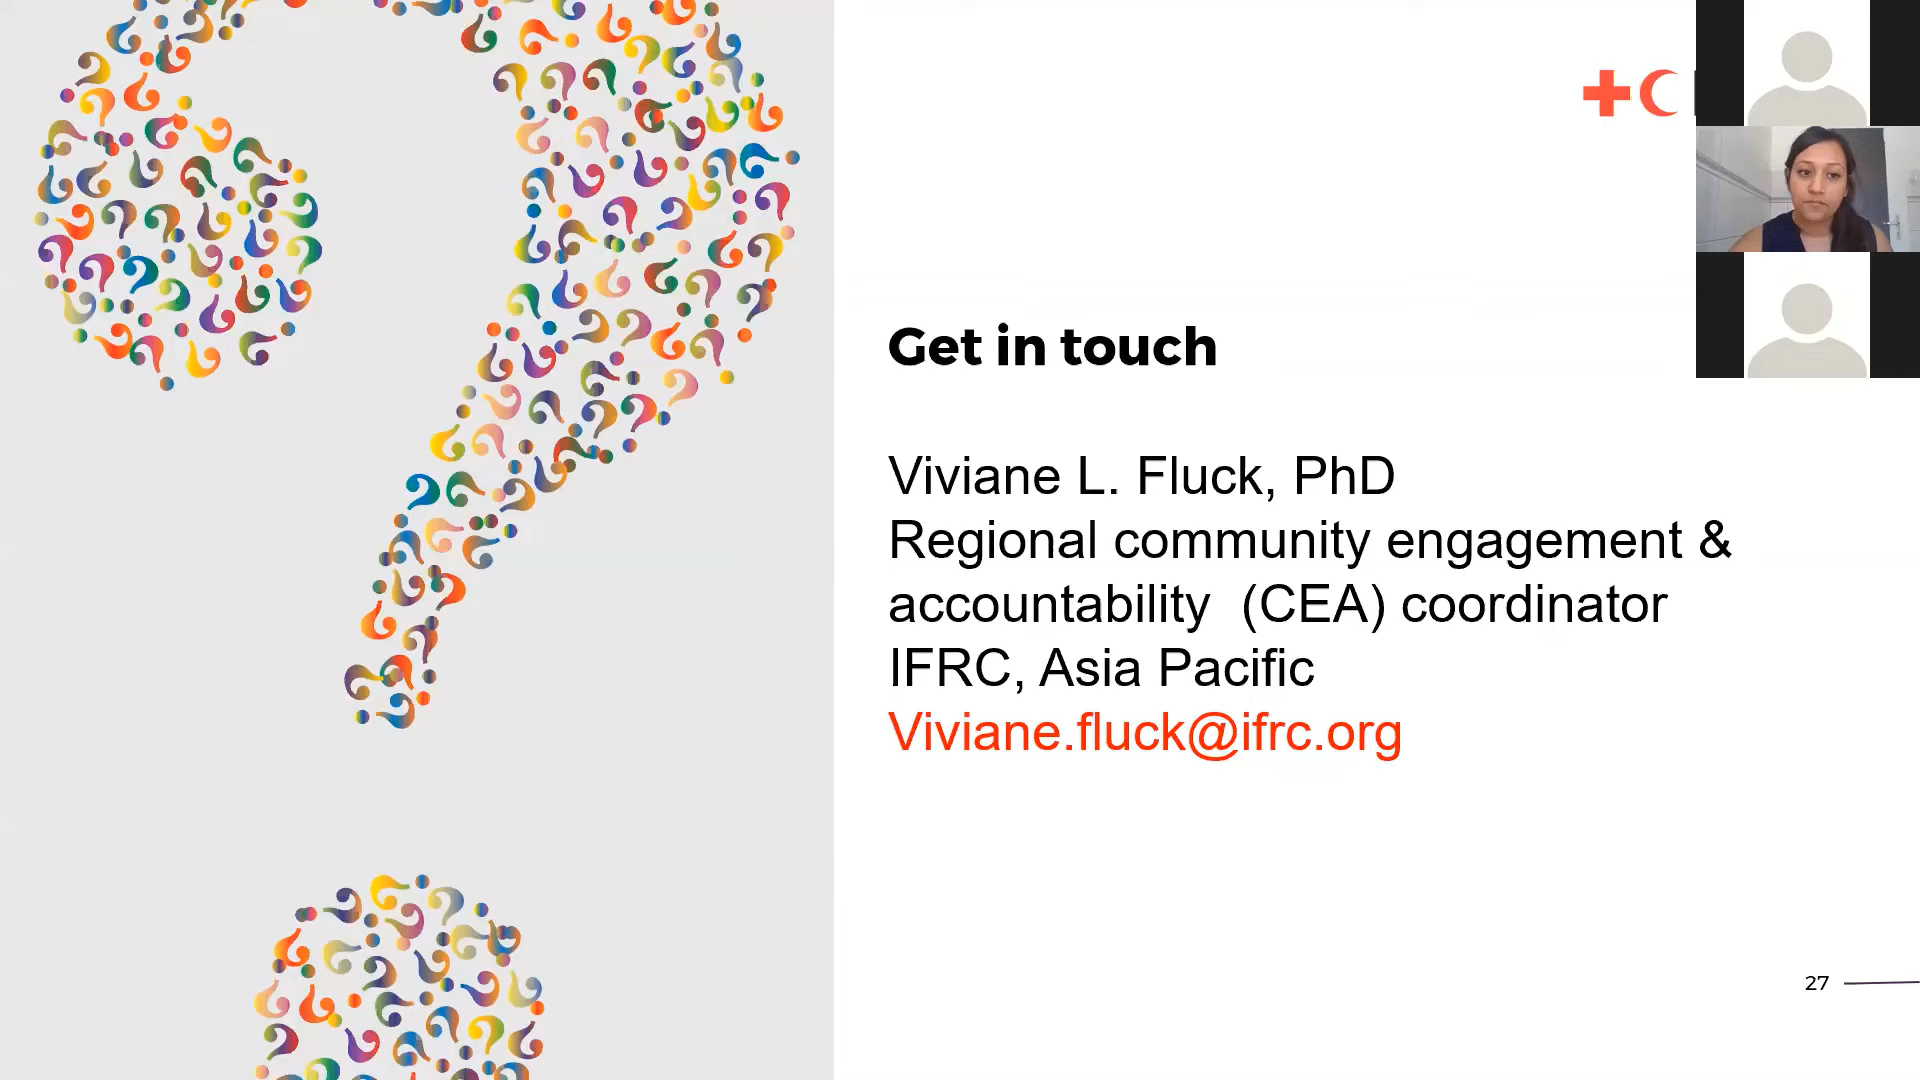 Get in touch
Viviane L. Fluck, PhD
Regional community engagement &
accountability  (CEA) coordinator
IFRC, Asia Pacific
Viviane.fluck@ifrc.org
27